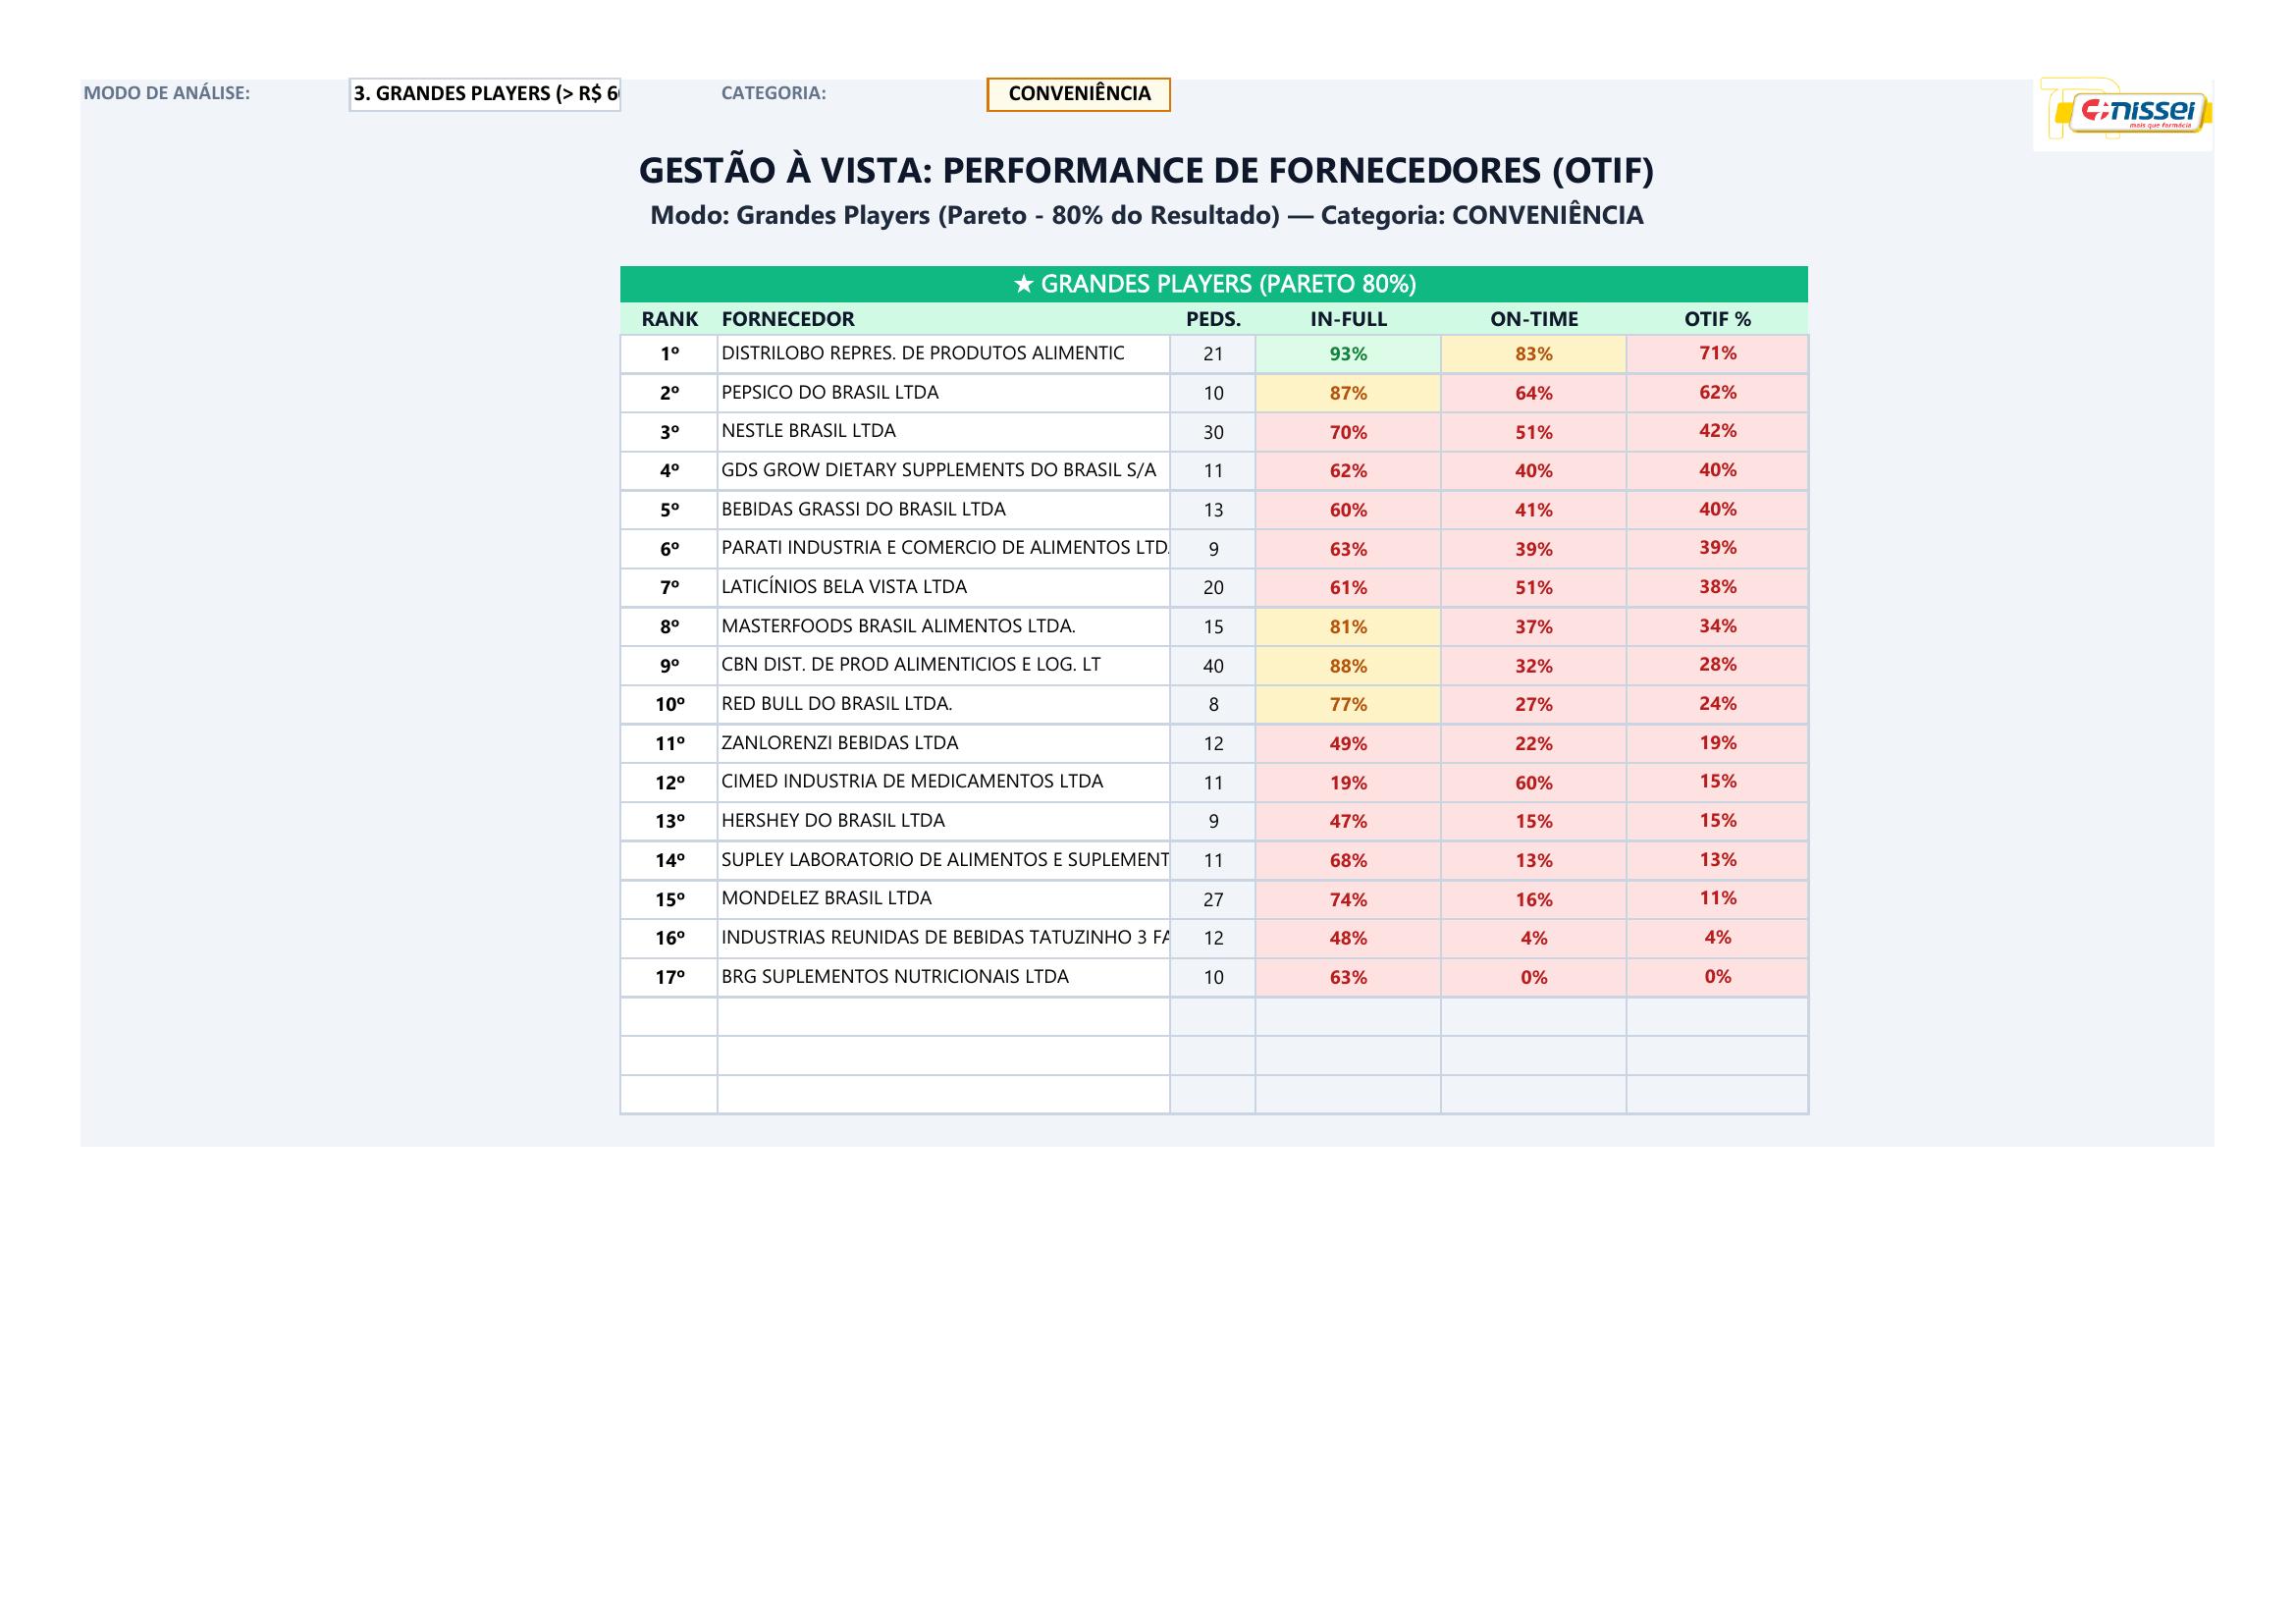 MODO DE ANÁLISE: 3. GRANDES PLAYERS (> R$ 6 CATEGORIA: CONVENIÊNCIA
nissei
mais que farmácia
GESTÃO À VISTA: PERFORMANCE DE FORNECEDORES (OTIF)
Modo: Grandes Players (Pareto - 80% do Resultado) — Categoria: CONVENIÊNCIA
★ GRANDES PLAYERS (PARETO 80%)
RANK FORNECEDOR PEDS. IN-FULL ON-TIME OTIF %
1º DISTRILOBO REPRES. DE PRODUTOS ALIMENTIC 21 93% 83% 71%
2º PEPSICO DO BRASIL LTDA 10 87% 64% 62%
3º NESTLE BRASIL LTDA 30 70% 51% 42%
4º GDS GROW DIETARY SUPPLEMENTS DO BRASIL S/A 11 62% 40% 40%
5º BEBIDAS GRASSI DO BRASIL LTDA 13 60% 41% 40%
6º PARATI INDUSTRIA E COMERCIO DE ALIMENTOS LTD 9 63% 39% 39%
7º LATICÍNIOS BELA VISTA LTDA 20 61% 51% 38%
8º MASTERFOODS BRASIL ALIMENTOS LTDA. 15 81% 37% 34%
9º CBN DIST. DE PROD ALIMENTICIOS E LOG. LT 40 88% 32% 28%
10º RED BULL DO BRASIL LTDA. 8 77% 27% 24%
11º ZANLORENZI BEBIDAS LTDA 12 49% 22% 19%
12º CIMED INDUSTRIA DE MEDICAMENTOS LTDA 11 19% 60% 15%
13º HERSHEY DO BRASIL LTDA 9 47% 15% 15%
14º SUPLEY LABORATORIO DE ALIMENTOS E SUPLEMENT 11 68% 13% 13%
15º MONDELEZ BRASIL LTDA 27 74% 16% 11%
16º INDUSTRIAS REUNIDAS DE BEBIDAS TATUZINHO 3 FA 12 48% 4% 4%
17º BRG SUPLEMENTOS NUTRICIONAIS LTDA 10 63% 0% 0%